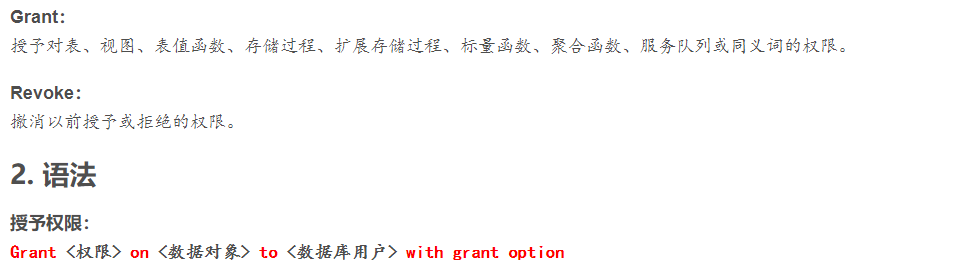 Grant：
授予对表、视图、表值函数、存储过程、扩展存储过程、标量函数、聚合函数、服务队列或同义词的权限。
Revoke：
撤消以前授予或拒绝的权限。
2. 语法
授予权限：
Grant <权限> on <数据对象> to <数据库用户> with grant option